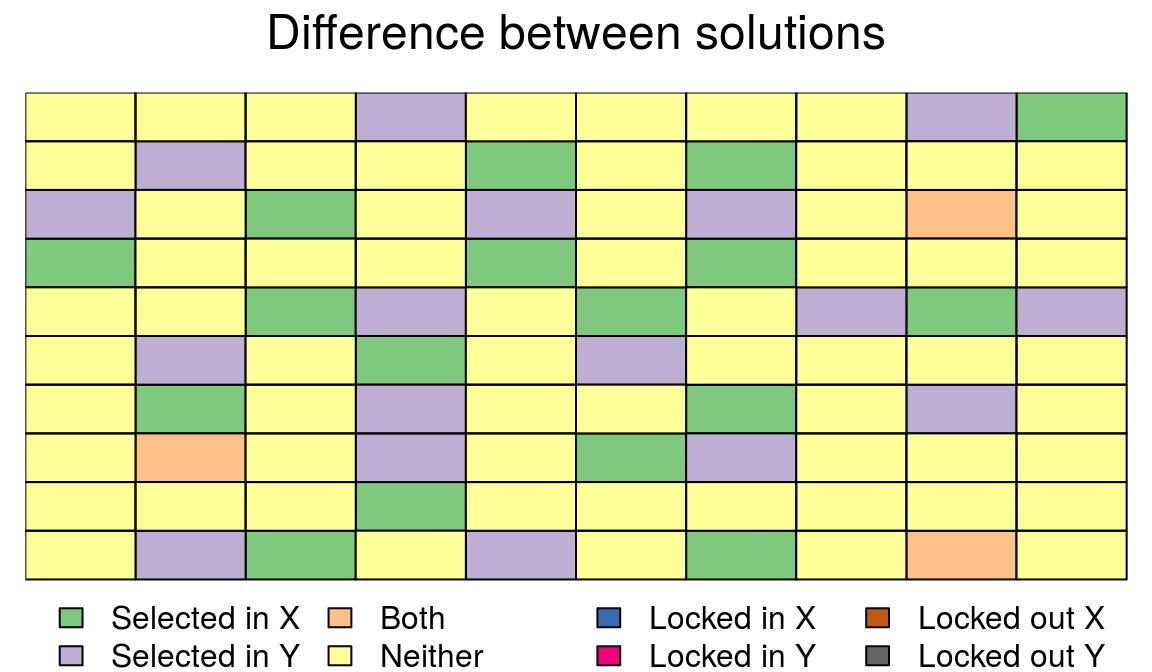 Difference between solutions
Selected in X Both Locked in X Locked out X
Selected in Y Neither Locked in Y Locked out Y